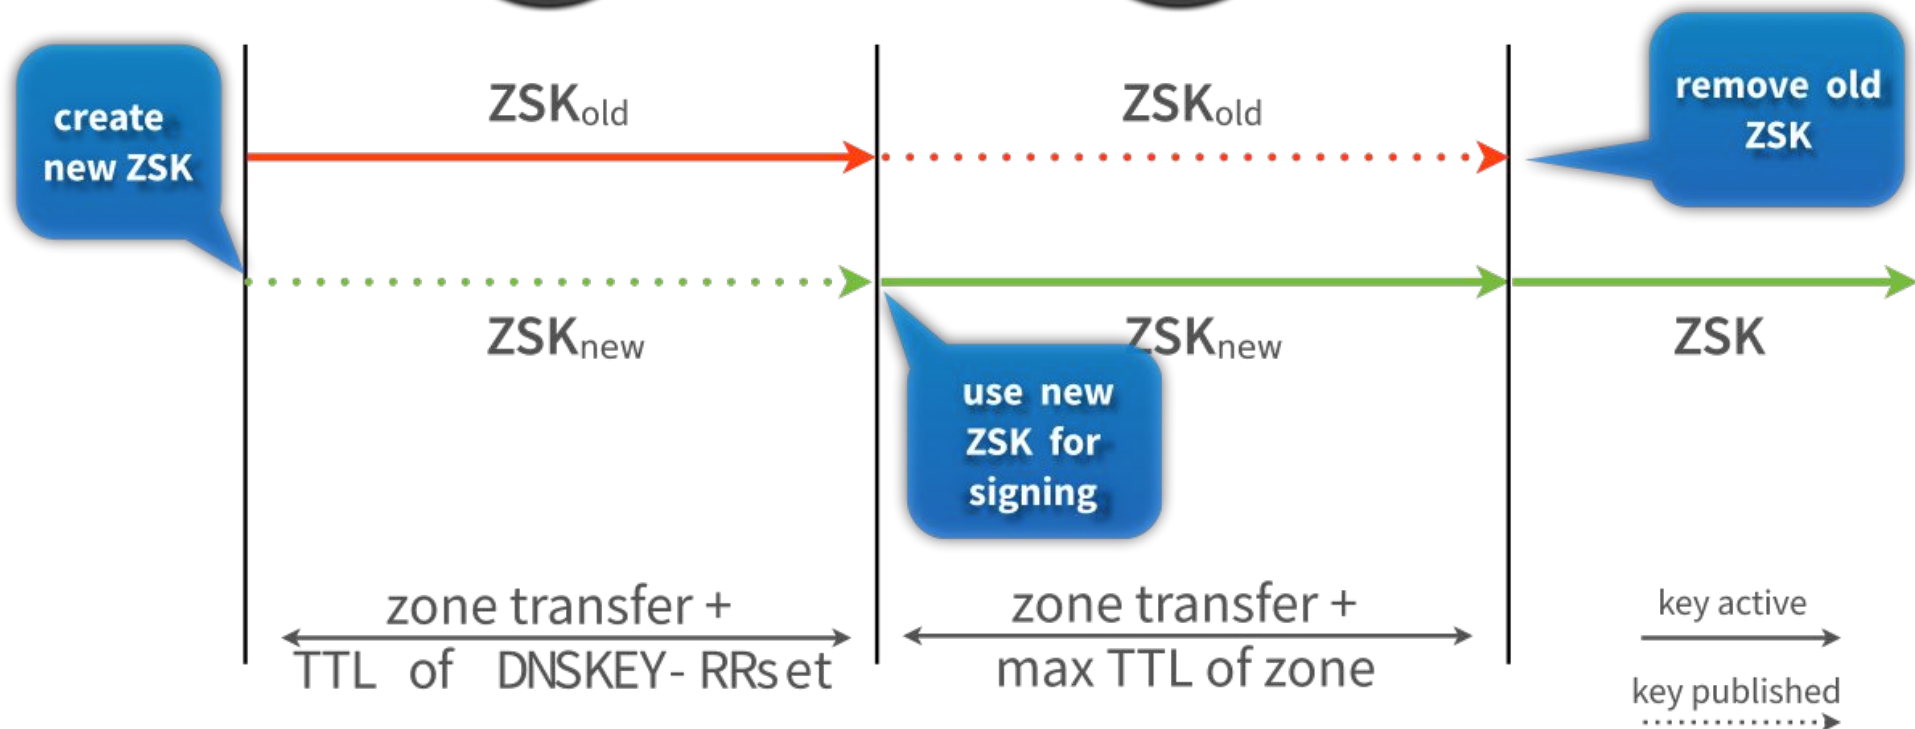 create
new ZSK
ZSKold
ZSKold
remove old
ZSK
ZSKnew
ZSKnew
ZSK
use new
ZSK for
signing
zone transfer +
TTL of DNSKEY-RRset
zone transfer +
max TTL of zone
key active
key published